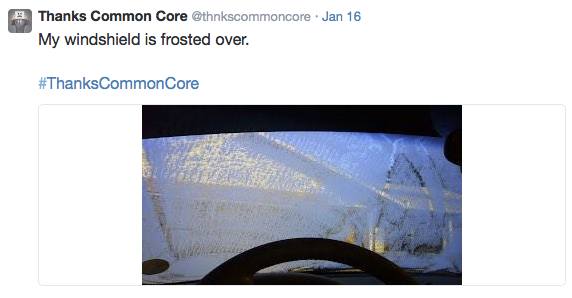 Thanks Common Core @thnkscommoncore · Jan 16
My windshield is frosted over.
#ThanksCommonCore